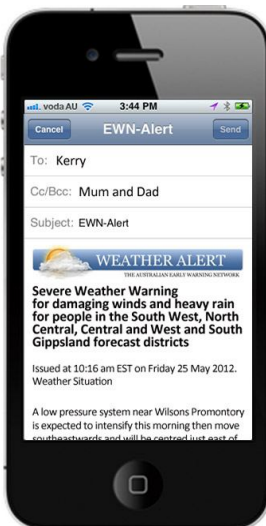 voda AU 3:44 PM
Cancel EWN-Alert Send
To: Kerry
Cc/Bcc: Mum and Dad
Subject: EWN-Alert
WEATHER ALERT
THE AUSTRALIAN EARLY WARNING NETWORK
Severe Weather Warning
for damaging winds and heavy rain
for people in the South West, North
Central, Central and West and South
Gippsland forecast districts
Issued at 10:16 am EST on Friday 25 May 2012.
Weather Situation
A low pressure system near Wilsons Promontory
is expected to intensify this morning then move
southeastwards and will be centred just east of